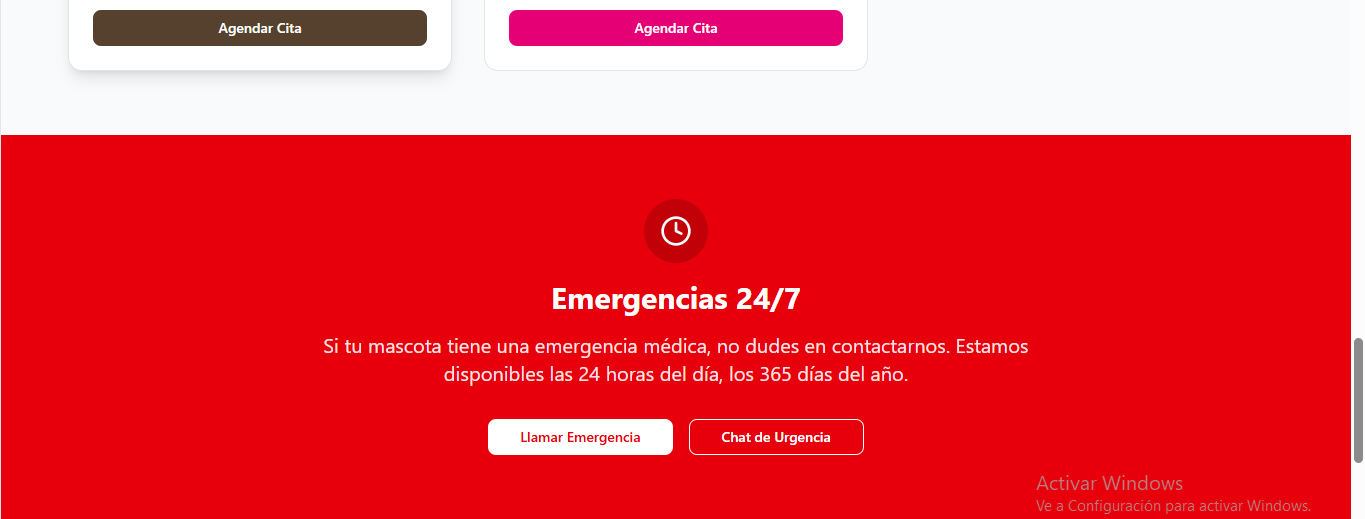 Agendar Cita
Agendar Cita
Emergencias 24/7
Si tu mascota tiene una emergencia médica, no dudes en contactarnos. Estamos
disponibles las 24 horas del día, los 365 días del año.
Llamar Emergencia
Chat de Urgencia
Activar Windows
Ve a Configuración para activar Windows.